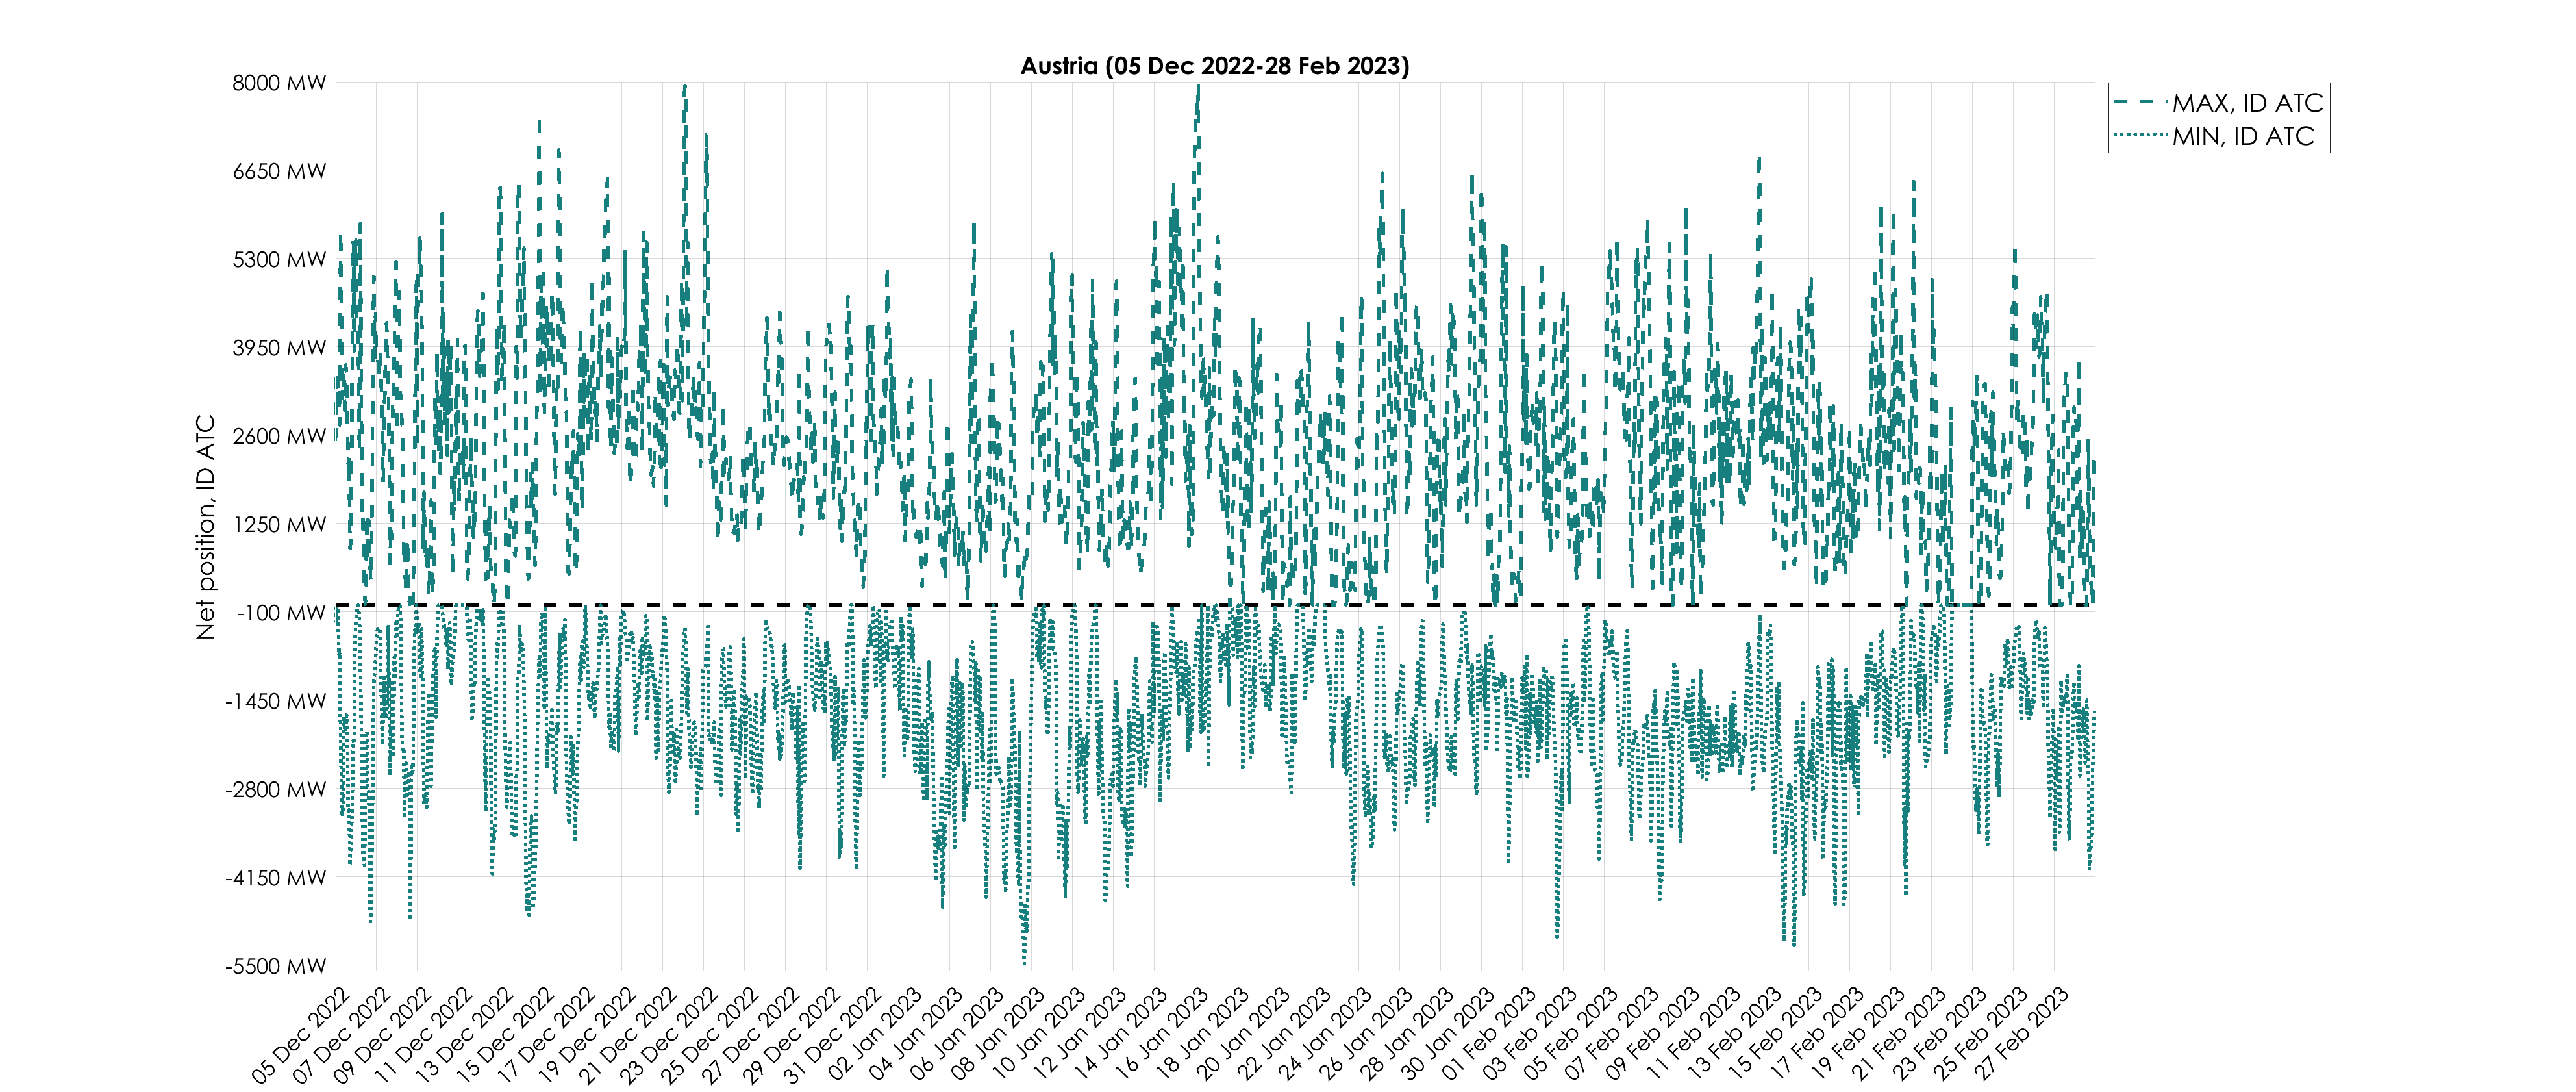 Austria (05 Dec 2022-28 Feb 2023)
8000 MW
6650 MW
5300 MW
3950 MW
2600 MW
1250 MW
-100 MW
-1450 MW
-2800 MW
-4150 MW
-5500 MW
Net position, ID ATC
MAX, ID ATC
MIN, ID ATC
05 Dec 2022
07 Dec 2022
09 Dec 2022
11 Dec 2022
13 Dec 2022
15 Dec 2022
17 Dec 2022
19 Dec 2022
21 Dec 2022
23 Dec 2022
25 Dec 2022
27 Dec 2022
29 Dec 2022
31 Dec 2022
02 Jan 2023
04 Jan 2023
06 Jan 2023
08 Jan 2023
10 Jan 2023
12 Jan 2023
14 Jan 2023
16 Jan 2023
18 Jan 2023
20 Jan 2023
22 Jan 2023
24 Jan 2023
26 Jan 2023
28 Jan 2023
30 Jan 2023
01 Feb 2023
03 Feb 2023
05 Feb 2023
07 Feb 2023
09 Feb 2023
11 Feb 2023
13 Feb 2023
15 Feb 2023
17 Feb 2023
19 Feb 2023
21 Feb 2023
23 Feb 2023
25 Feb 2023
27 Feb 2023